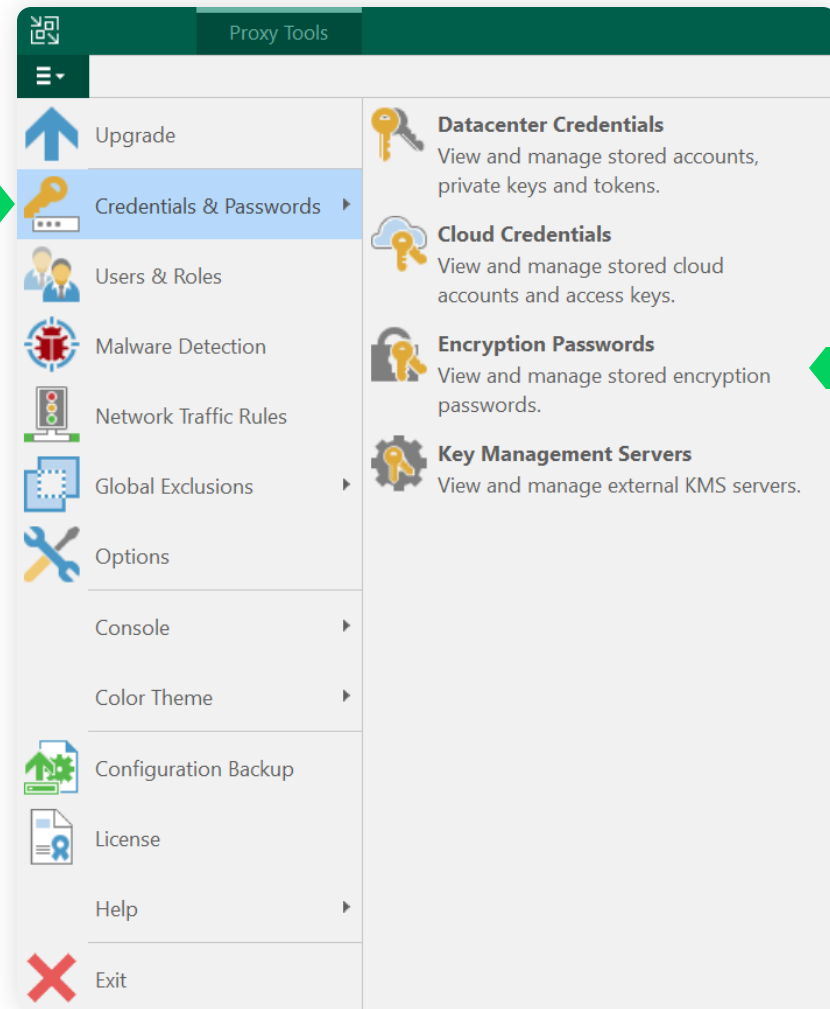 Proxy Tools
Upgrade
Credentials & Passwords
Users & Roles
Malware Detection
Network Traffic Rules
Global Exclusions
Options
Console
Color Theme
Configuration Backup
License
Help
Exit
Datacenter Credentials
View and manage stored accounts,
private keys and tokens.
Cloud Credentials
View and manage stored cloud
accounts and access keys.
Encryption Passwords
View and manage stored encryption
passwords.
Key Management Servers
View and manage external KMS servers.